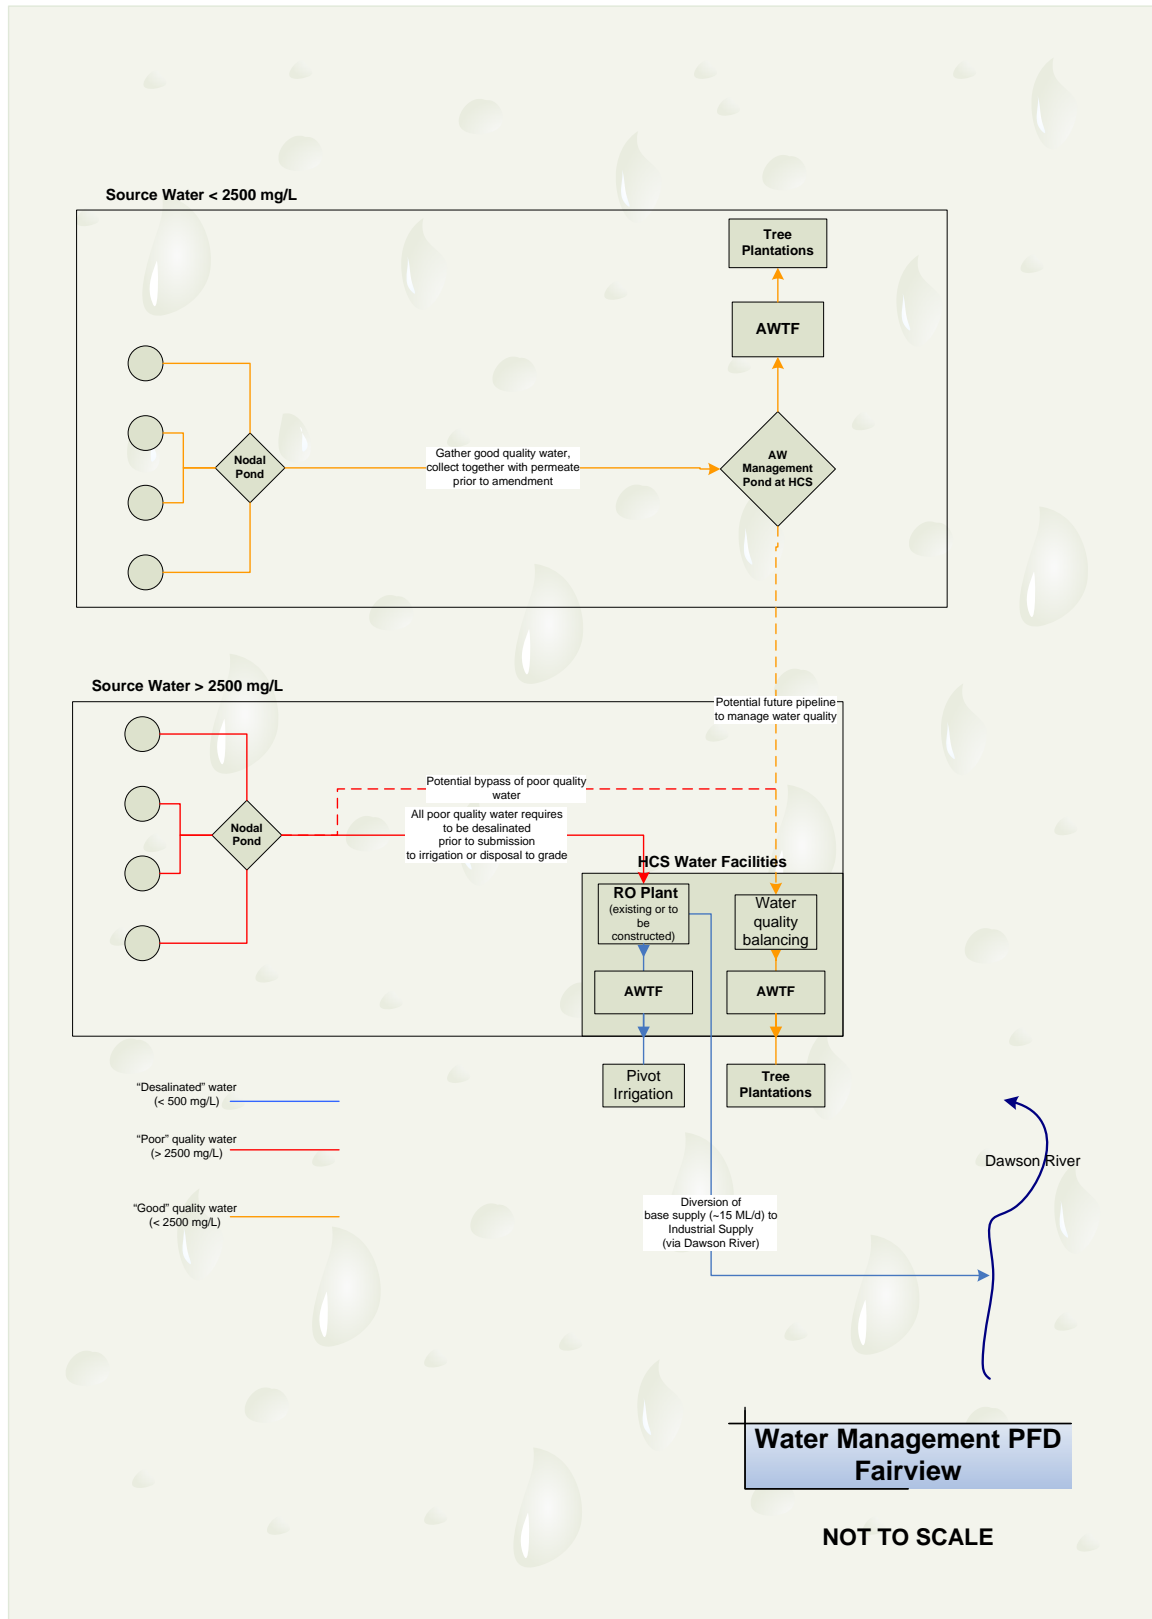 Source Water < 2500 mg/L
Tree
Plantations
AWTF
Nodal
Pond
Gather good quality water,
collect together with permeate
prior to amendment
AW
Management
Pond at HCS
Source Water > 2500 mg/L
Potential future pipeline
to manage water quality
Potential bypass of poor quality
water
All poor quality water requires
to be desalinated
prior to submission
to irrigation or disposal to grade
Nodal
Pond
HCS Water Facilities
RO Plant
(existing or to
be
constructed)
Water
quality
balancing
AWTF
AWTF
Pivot
Irrigation
Tree
Plantations
“Desalinated” water
(< 500 mg/L)
“Poor” quality water
(> 2500 mg/L)
“Good” quality water
(< 2500 mg/L)
Dawson River
Diversion of
base supply (~15 ML/d) to
Industrial Supply
(via Dawson River)
Water Management PFD
Fairview
NOT TO SCALE